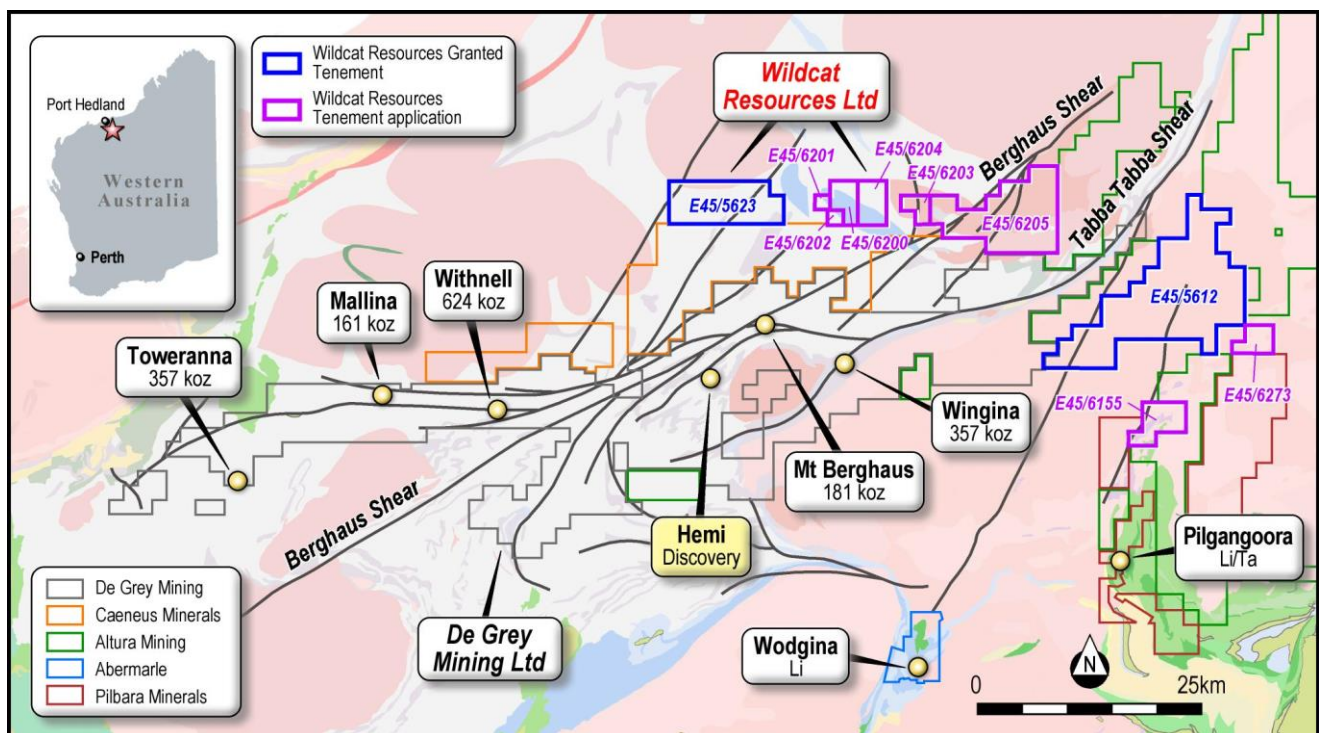 Port Hedland
Western
Australia
Perth
Wildcat Resources Granted
Tenement
Wildcat Resources
Tenement application
Wildcat
Resources Ltd
Berghaus Shear
Tabba Tabba Shear
E45/6201
E45/6204
E45/6203
E45/5623
E45/6205
E45/6202
E45/6200
E45/5612
E45/6273
E45/6155
Toweranna
357 koz
Mallina
161 koz
Withnell
624 koz
Wingina
357 koz
Mt Berghaus
181 koz
Hemi
Discovery
Berghaus Shear
De Grey
Mining Ltd
Pilgangoora
Li/Ta
Wodgina
Li
De Grey Mining
Caeneus Minerals
Altura Mining
Abermarle
Pilbara Minerals
N
0
25km